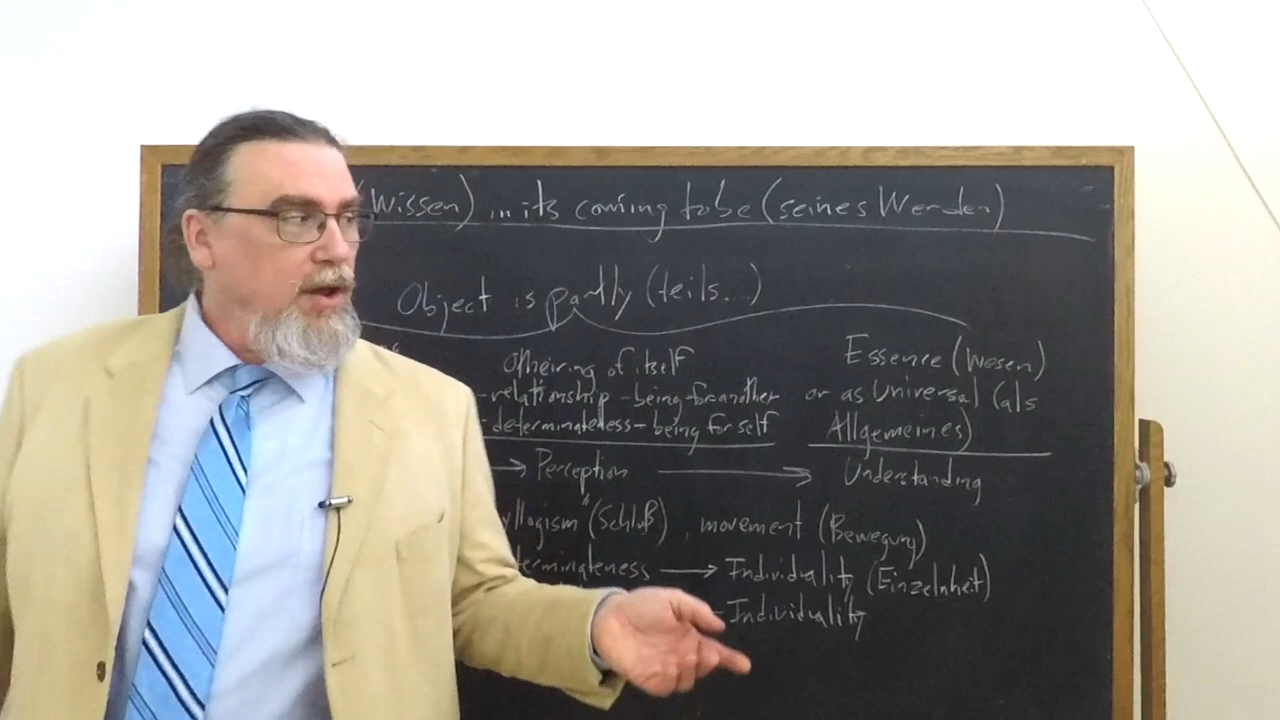 (Wissen) in its coming to be (seines Werden)
Object is partly (teils...)
Othering of itself
- relationship - being-for-another
- determinateness - being for self
Essence (Wesen)
or as Universal (als
Allgemeines)
→ Perception → Understanding
yllogism" (Schluß), movement (Bewegung)
terminateness → Individuality (Einzelnheit)
- Individuality